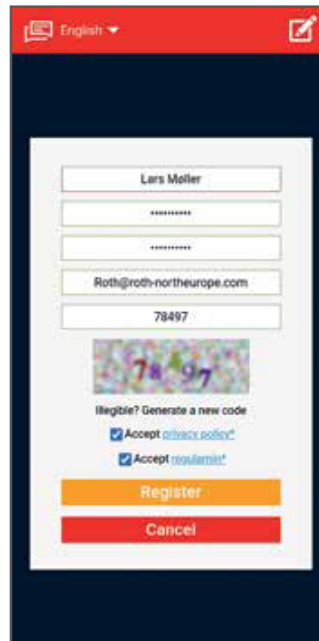 English
Lars Møller
••••••••••
••••••••••
Roth@roth-northeurope.com
78497
78497
Illegible? Generate a new code
Accept privacy policy*
Accept regulamin*
Register
Cancel